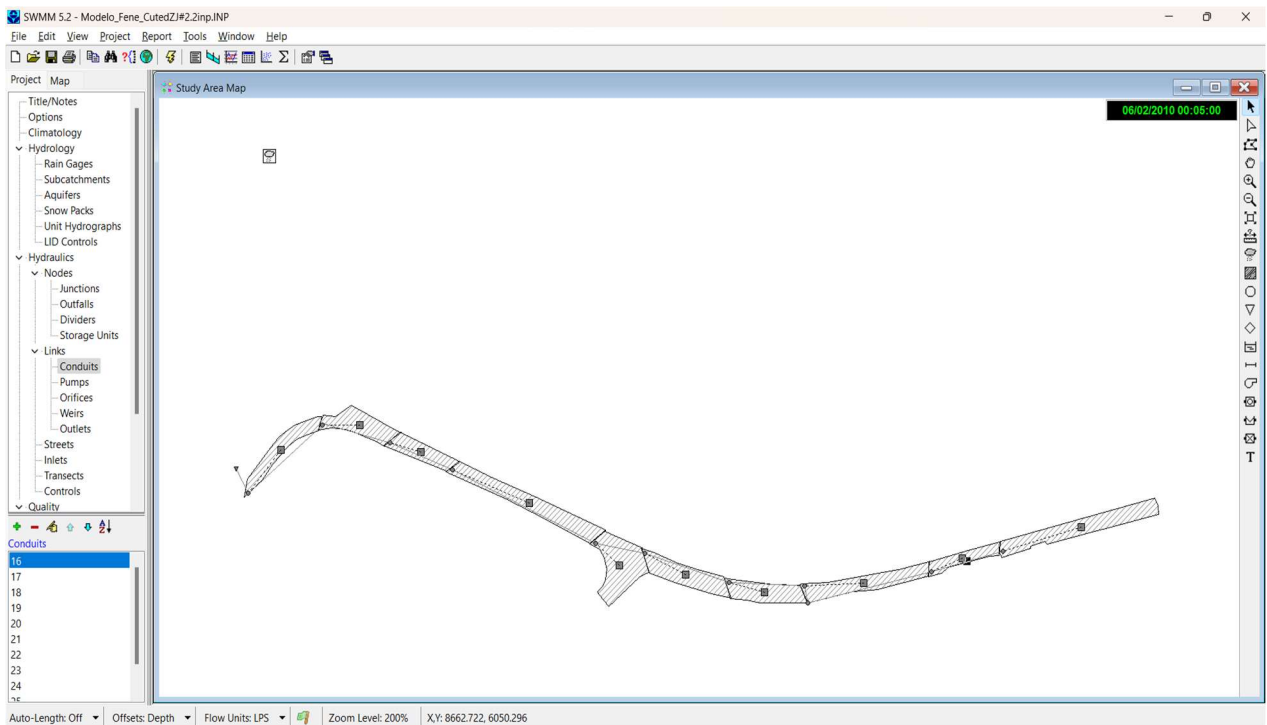 SWMM 5.2 - Modelo_Fene_CutedZJ#2.2inp.INP
File Edit View Project Report Tools Window Help
Project Map
Study Area Map
06/02/2010 00:05:00
Title/Notes
Options
Climatology
Hydrology
Rain Gages
Subcatchments
Aquifers
Snow Packs
Unit Hydrographs
LID Controls
Hydraulics
Nodes
Junctions
Outfalls
Dividers
Storage Units
Links
Conduits
Pumps
Orifices
Weirs
Outlets
Streets
Inlets
Transects
Controls
Quality
Conduits
16
17
18
19
20
21
22
23
24
25
T
Auto-Length: Off Offsets: Depth Flow Units: LPS Zoom Level: 200% X,Y: 8662.722, 6050.296